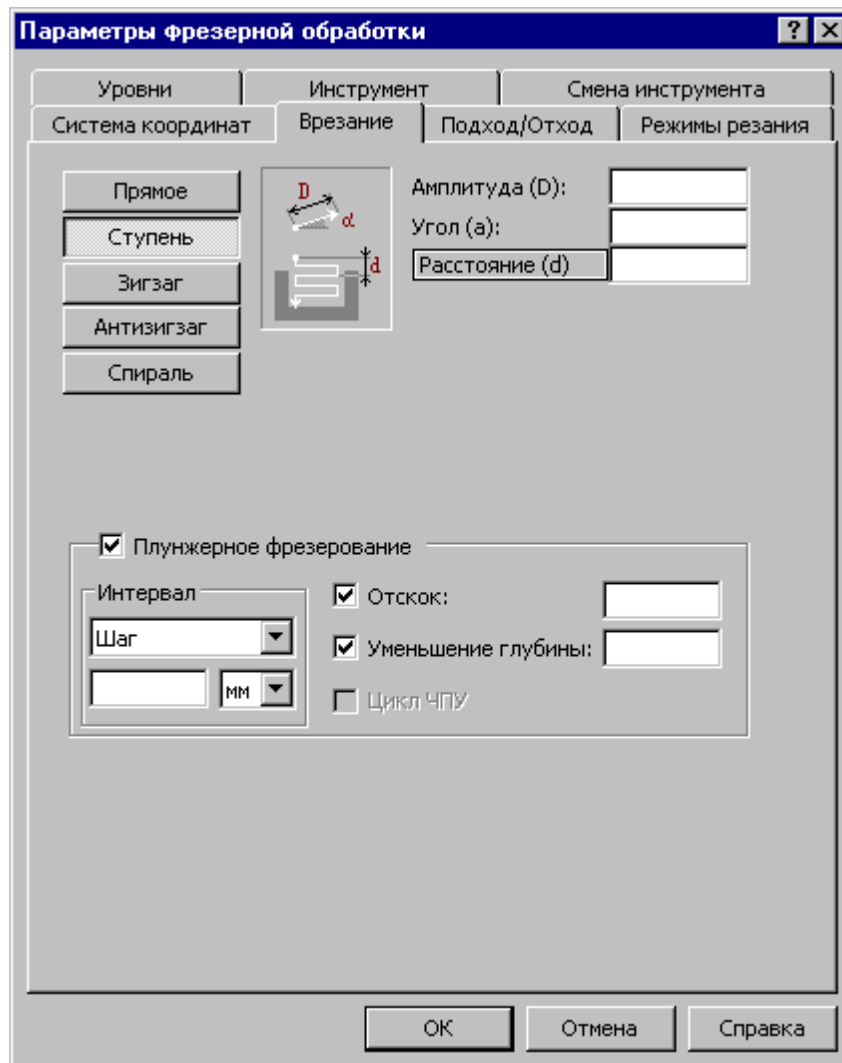 Параметры фрезерной обработки
Уровни Инструмент Смена инструмента
Система координат Врезание Подход/Отход Режимы резания
Прямое
Ступень
Зигзаг
Антизигзаг
Спираль
D
α
d
Амплитуда (D):
Угол (a):
Расстояние (d)
Плунжерное фрезерование
Интервал
Шаг
мм
Отскок:
Уменьшение глубины:
Цикл ЧПУ
OK Отмена Справка